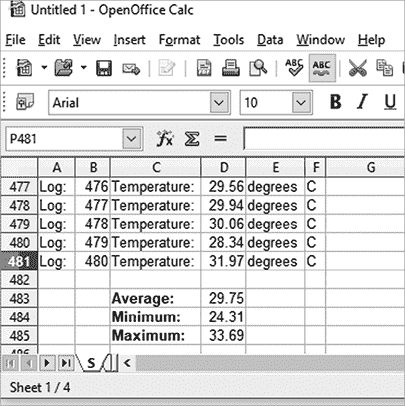 Untitled 1 - OpenOffice Calc
File Edit View Insert Format Tools Data Window Help
ABC ABC
Arial 10 B I U
P481 fx Σ =
A B C D E F G
477 Log: 476 Temperature: 29.56 degrees C
478 Log: 477 Temperature: 29.94 degrees C
479 Log: 478 Temperature: 30.06 degrees C
480 Log: 479 Temperature: 28.34 degrees C
481 Log: 480 Temperature: 31.97 degrees C
482
483 Average: 29.75
484 Minimum: 24.31
485 Maximum: 33.69
S
Sheet 1 / 4